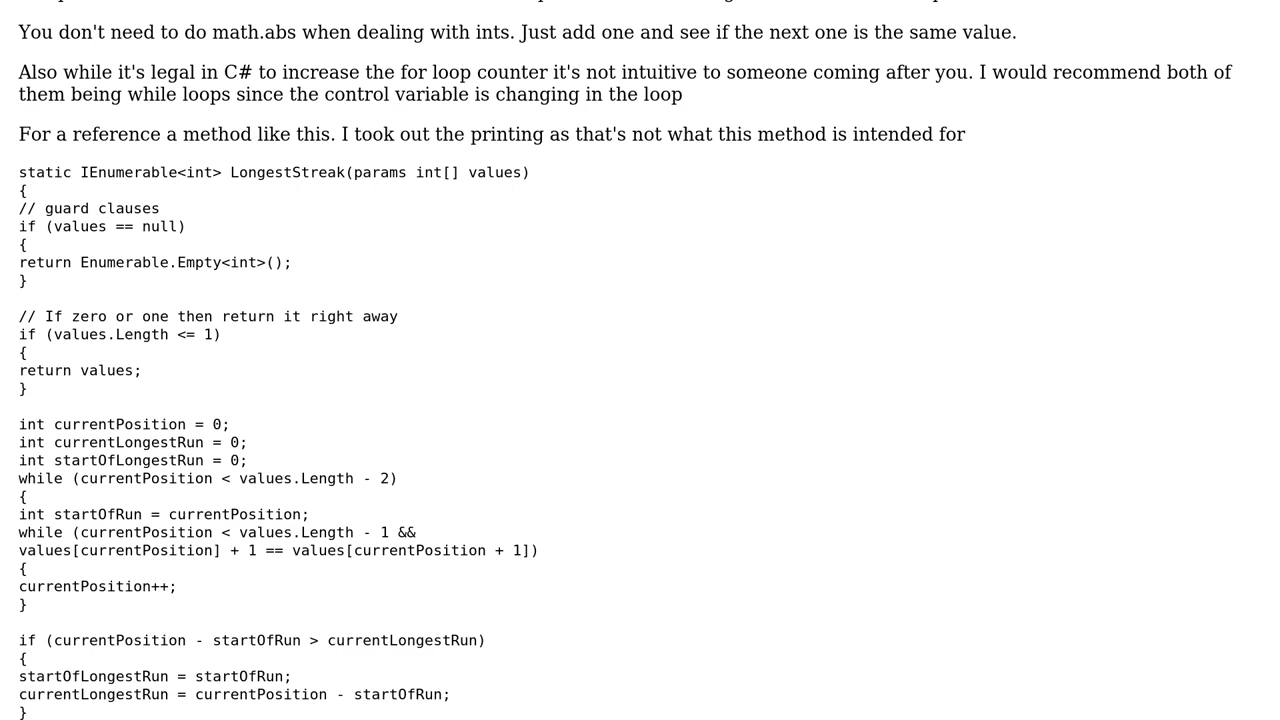 You don't need to do math.abs when dealing with ints. Just add one and see if the next one is the same value.
Also while it's legal in C# to increase the for loop counter it's not intuitive to someone coming after you. I would recommend both of
them being while loops since the control variable is changing in the loop
For a reference a method like this. I took out the printing as that's not what this method is intended for
static IEnumerable<int> LongestStreak(params int[] values)
{
// guard clauses
if (values == null)
{
return Enumerable.Empty<int>();
}
// If zero or one then return it right away
if (values.Length <= 1)
{
return values;
}
int currentPosition = 0;
int currentLongestRun = 0;
int startOfLongestRun = 0;
while (currentPosition < values.Length - 2)
{
int startOfRun = currentPosition;
while (currentPosition < values.Length - 1 &&
values[currentPosition] + 1 == values[currentPosition + 1])
{
currentPosition++;
}
if (currentPosition - startOfRun > currentLongestRun)
{
startOfLongestRun = startOfRun;
currentLongestRun = currentPosition - startOfRun;
}